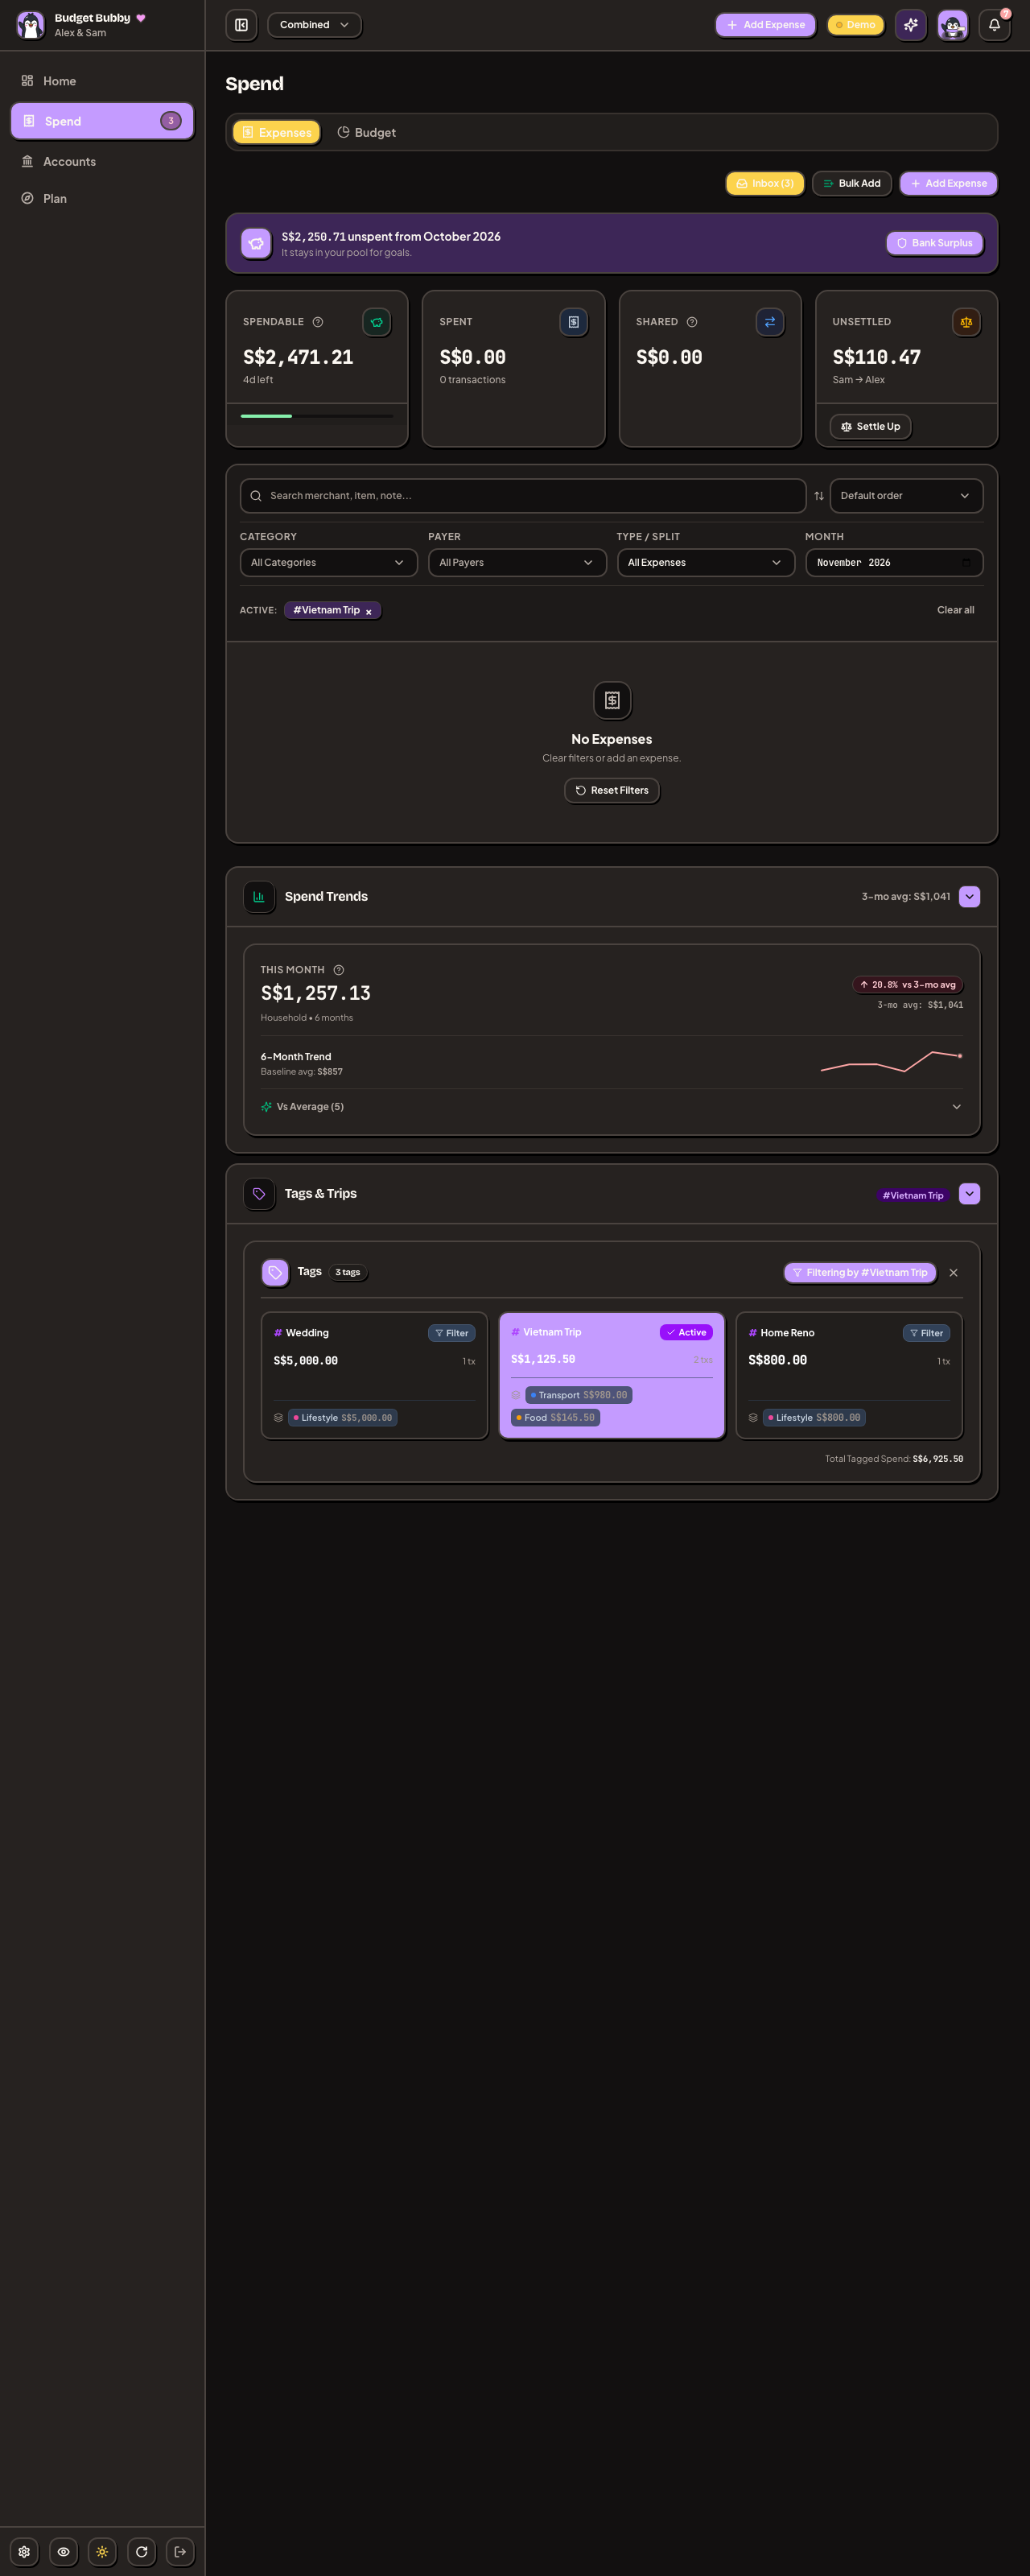 Budget Bubby
Alex & Sam
Combined
Add Expense
Demo
7
Home
Spend
3
Accounts
Plan
Spend
Expenses
Budget
Inbox (3)
Bulk Add
Add Expense
S$2,250.71 unspent from October 2026
It stays in your pool for goals.
Bank Surplus
SPENDABLE
S$2,471.21
4d left
SPENT
S$0.00
0 transactions
SHARED
S$0.00
UNSETTLED
S$110.47
Sam → Alex
Settle Up
Search merchant, item, note...
Default order
CATEGORY
PAYER
TYPE / SPLIT
MONTH
All Categories
All Payers
All Expenses
November 2026
ACTIVE:
#Vietnam Trip ×
Clear all
No Expenses
Clear filters or add an expense.
Reset Filters
Spend Trends
3-mo avg: S$1,041
THIS MONTH
S$1,257.13
Household • 6 months
↑ 20.8% vs 3-mo avg
3-mo avg: S$1,041
6-Month Trend
Baseline avg: S$857
Vs Average (5)
Tags & Trips
#Vietnam Trip
Tags
3 tags
Filtering by #Vietnam Trip
# Wedding
Filter
S$5,000.00
1 tx
Lifestyle S$5,000.00
# Vietnam Trip
Active
S$1,125.50
2 txs
Transport S$980.00
Food S$145.50
# Home Reno
Filter
S$800.00
1 tx
Lifestyle S$800.00
Total Tagged Spend: S$6,925.50